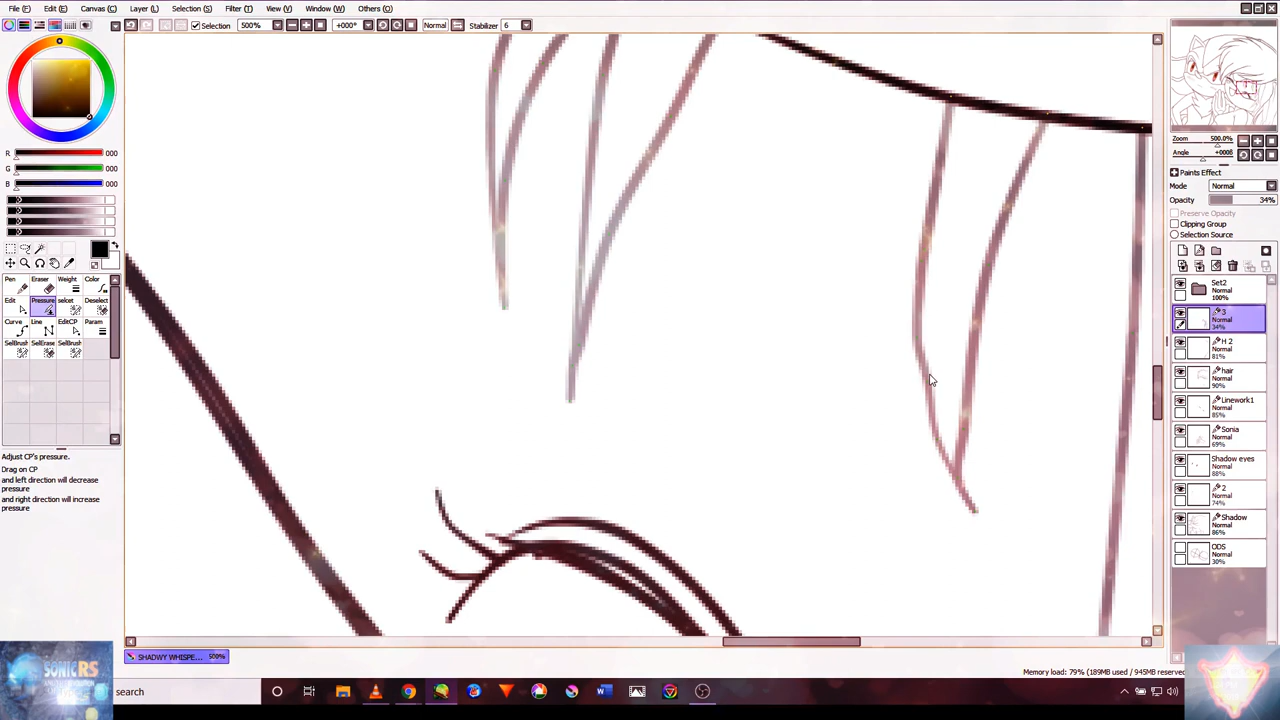 File (F) Edit (E) Canvas (C) Layer (L) Selection (S) Filter (T) View (V) Window (W) Others (O)
Selection 500% +000° Normal Stabilizer 6
R 000
G 000
B 000
Pen Eraser Weight Color
Edit Pressure select Deselect
Curve Line EditCP Param
SelBrush SelErase SelBrush
Adjust CP's pressure.
Drag on CP
and left direction will decrease
pressure
and right direction will increase
pressure
Zoom 500.0%
Angle +000θ
Paints Effect
Mode Normal
Opacity 34%
Preserve Opacity
Clipping Group
Selection Source
Set2
Normal
100%
3
Normal
34%
H 2
Normal
81%
hair
Normal
90%
Linework1
Normal
85%
Sonia
Normal
69%
Shadow eyes
Normal
88%
2
Normal
74%
Shadow
Normal
86%
ODS
Normal
30%
SHADWY WHISPE... 500%
Memory load: 79% (189MB used / 945MB reserved
SONIC RS
search